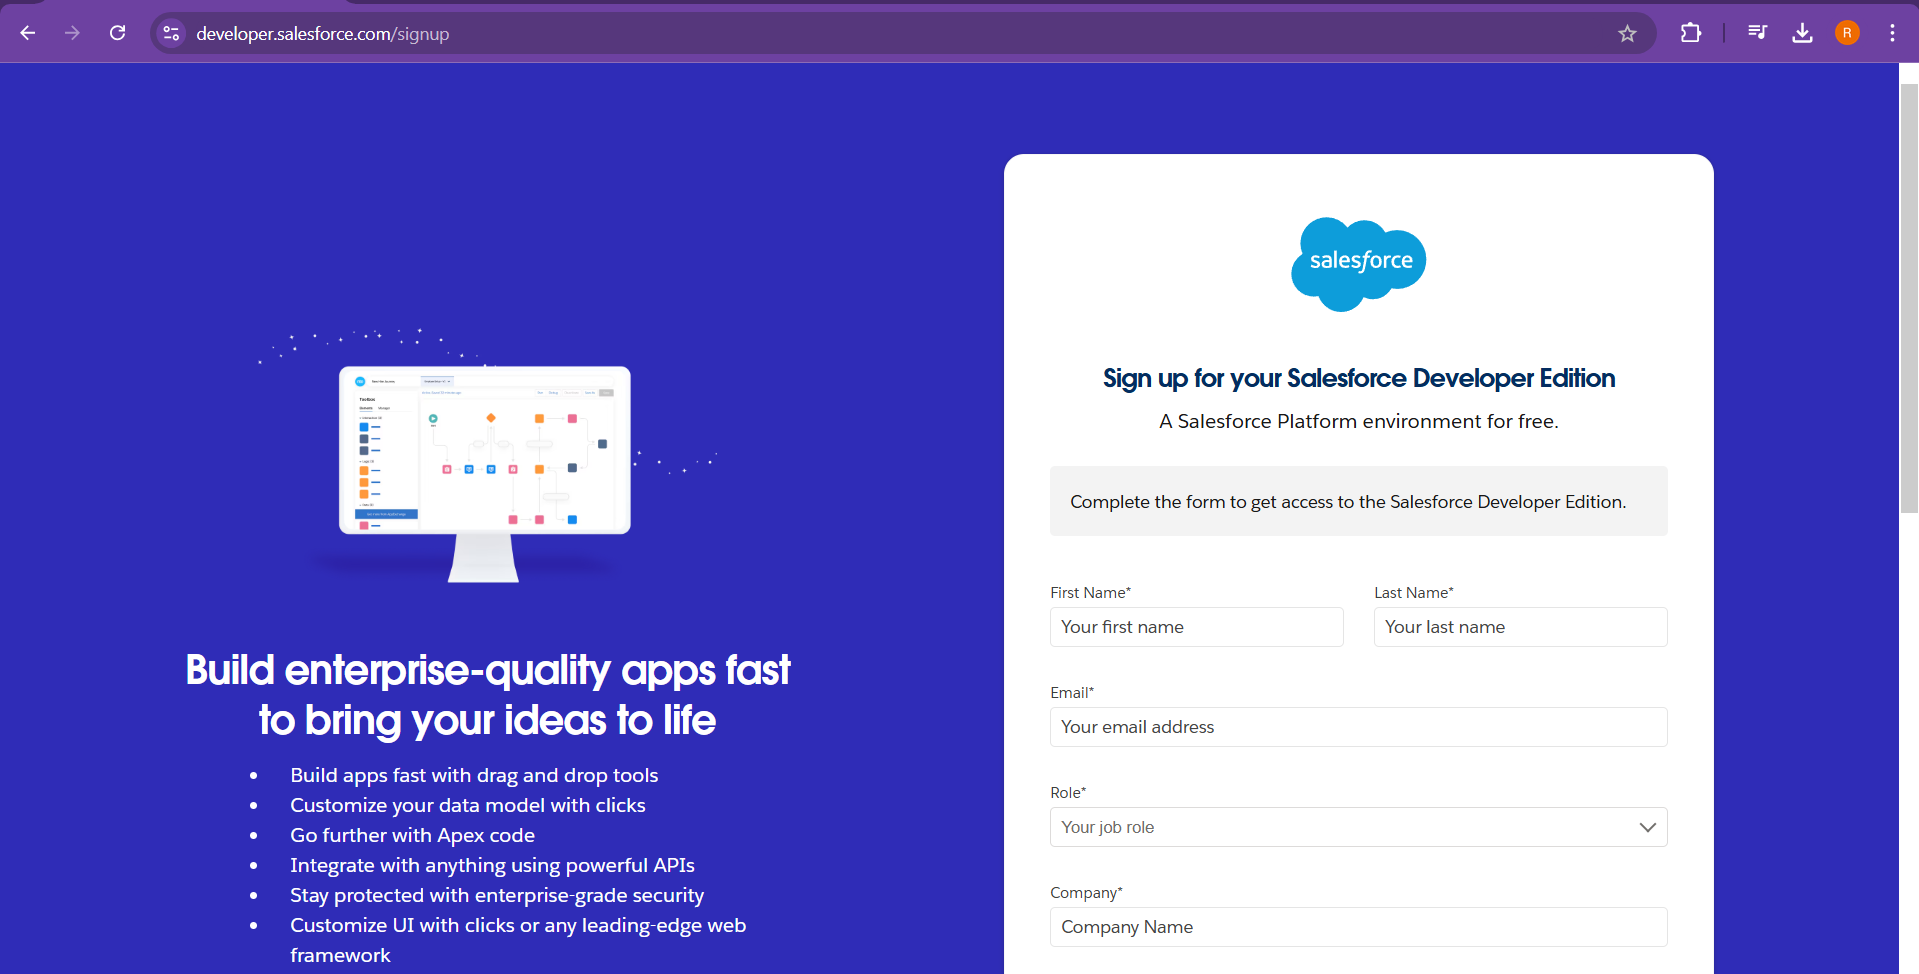 developer.salesforce.com/signup
R
salesforce
Sign up for your Salesforce Developer Edition
A Salesforce Platform environment for free.
Complete the form to get access to the Salesforce Developer Edition.
First Name*
Last Name*
Your first name
Your last name
Email*
Your email address
Role*
Your job role
Company*
Company Name
Toolbox
Build enterprise-quality apps fast
to bring your ideas to life
• Build apps fast with drag and drop tools
• Customize your data model with clicks
• Go further with Apex code
• Integrate with anything using powerful APIs
• Stay protected with enterprise-grade security
• Customize UI with clicks or any leading-edge web
framework